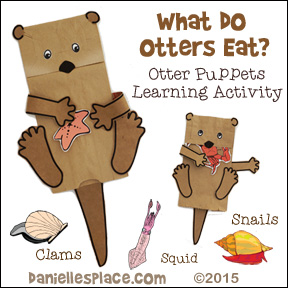 What Do
Otters Eat?
Otter Puppets
Learning Activity
Snails
Clams
Squid
DANIELLESPLACE.COM ©2015